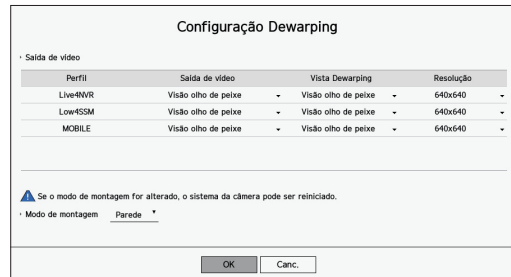 Configuração Dewarping
Saída de vídeo
Perfil Saída de vídeo Vista Dewarping Resolução
Live4NVR Visão olho de peixe Visão olho de peixe 640x640
Low4SSM Visão olho de peixe Visão olho de peixe 640x640
MOBILE Visão olho de peixe Visão olho de peixe 640x640
Se o modo de montagem for alterado, o sistema da câmera pode ser reiniciado.
Modo de montagem Parede
OK Canc.